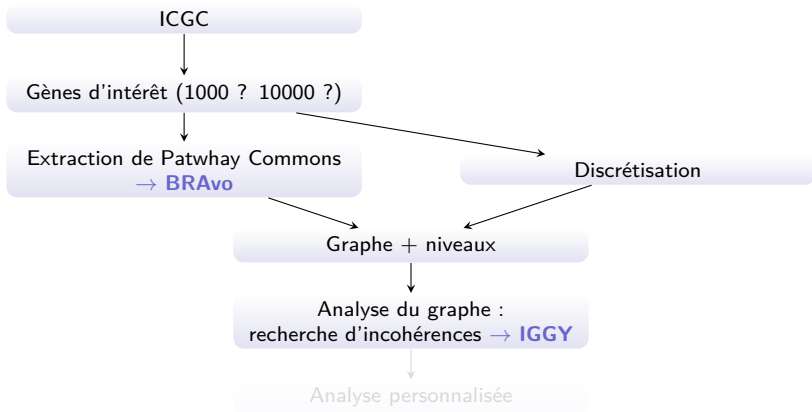 ICGC
Gènes d'intérêt (1000 ? 10000 ?)
Extraction de Patwhay Commons
→ BRAvo
Discrétisation
Graphe + niveaux
Analyse du graphe :
recherche d'incohérences → IGGY
Analyse personnalisée